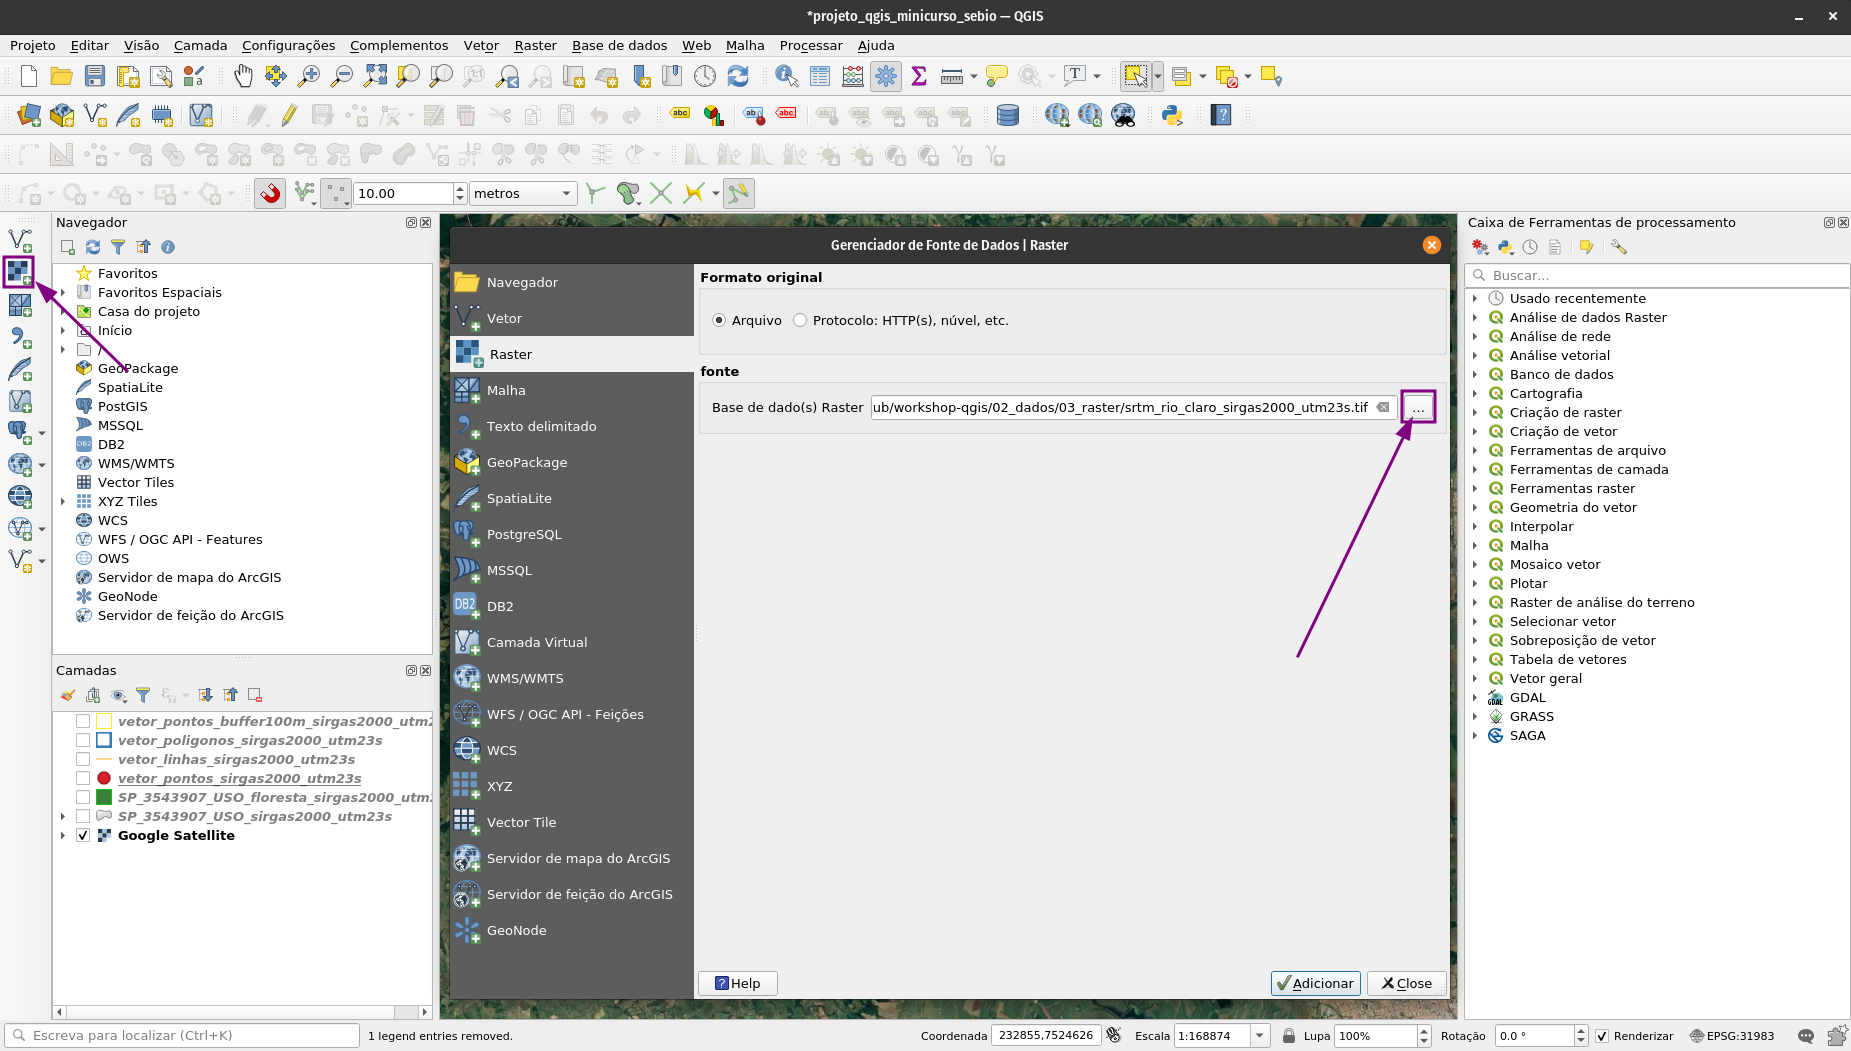 *projeto_qgis_minicurso_sebio — QGIS
Projeto Editar Visão Camada Configurações Complementos Vetor Raster Base de dados Web Malha Processar Ajuda
1:1
T
abc abc abc
10.00 metros
Navegador
Favoritos
Favoritos Espaciais
Casa do projeto
Início
/
GeoPackage
SpatiaLite
PostGIS
MSSQL
DB2 DB2
WMS/WMTS
Vector Tiles
XYZ Tiles
WCS
WFS / OGC API - Features
OWS
Servidor de mapa do ArcGIS
GeoNode
Servidor de feição do ArcGIS
Camadas
vetor_pontos_buffer100m_sirgas2000_utm2
vetor_poligonos_sirgas2000_utm23s
vetor_linhas_sirgas2000_utm23s
vetor_pontos_sirgas2000_utm23s
SP_3543907_USO_floresta_sirgas2000_utm2
SP_3543907_USO_sirgas2000_utm23s
Google Satellite
Gerenciador de Fonte de Dados | Raster
Navegador
Vetor
Raster
Malha
Texto delimitado
GeoPackage
SpatiaLite
PostgreSQL
MSSQL
DB2 DB2
Camada Virtual
WMS/WMTS
WFS / OGC API - Feições
WCS
XYZ
Vector Tile
Servidor de mapa do ArcGIS
Servidor de feição do ArcGIS
GeoNode
Formato original
Arquivo Protocolo: HTTP(s), núvel, etc.
fonte
Base de dado(s) Raster ub/workshop-qgis/02_dados/03_raster/srtm_rio_claro_sirgas2000_utm23s.tif ...
Help Adicionar Close
Caixa de Ferramentas de processamento
Buscar...
Usado recentemente
Análise de dados Raster
Análise de rede
Análise vetorial
Banco de dados
Cartografia
Criação de raster
Criação de vetor
Ferramentas de arquivo
Ferramentas de camada
Ferramentas raster
Geometria do vetor
Interpolar
Malha
Mosaico vetor
Plotar
Raster de análise do terreno
Selecionar vetor
Sobreposição de vetor
Tabela de vetores
Vetor geral
GDAL GDAL
GRASS
SAGA
Escreva para localizar (Ctrl+K) 1 legend entries removed. Coordenada 232855,7524626 Escala 1:168874 Lupa 100% Rotação 0.0 ° Renderizar EPSG:31983